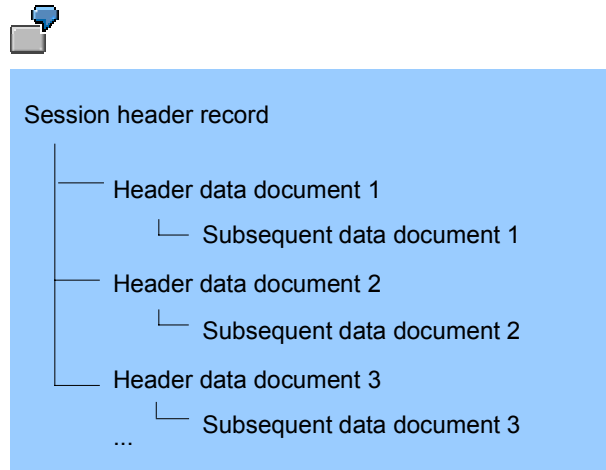 Session header record
Header data document 1
Subsequent data document 1
Header data document 2
Subsequent data document 2
Header data document 3
Subsequent data document 3
...